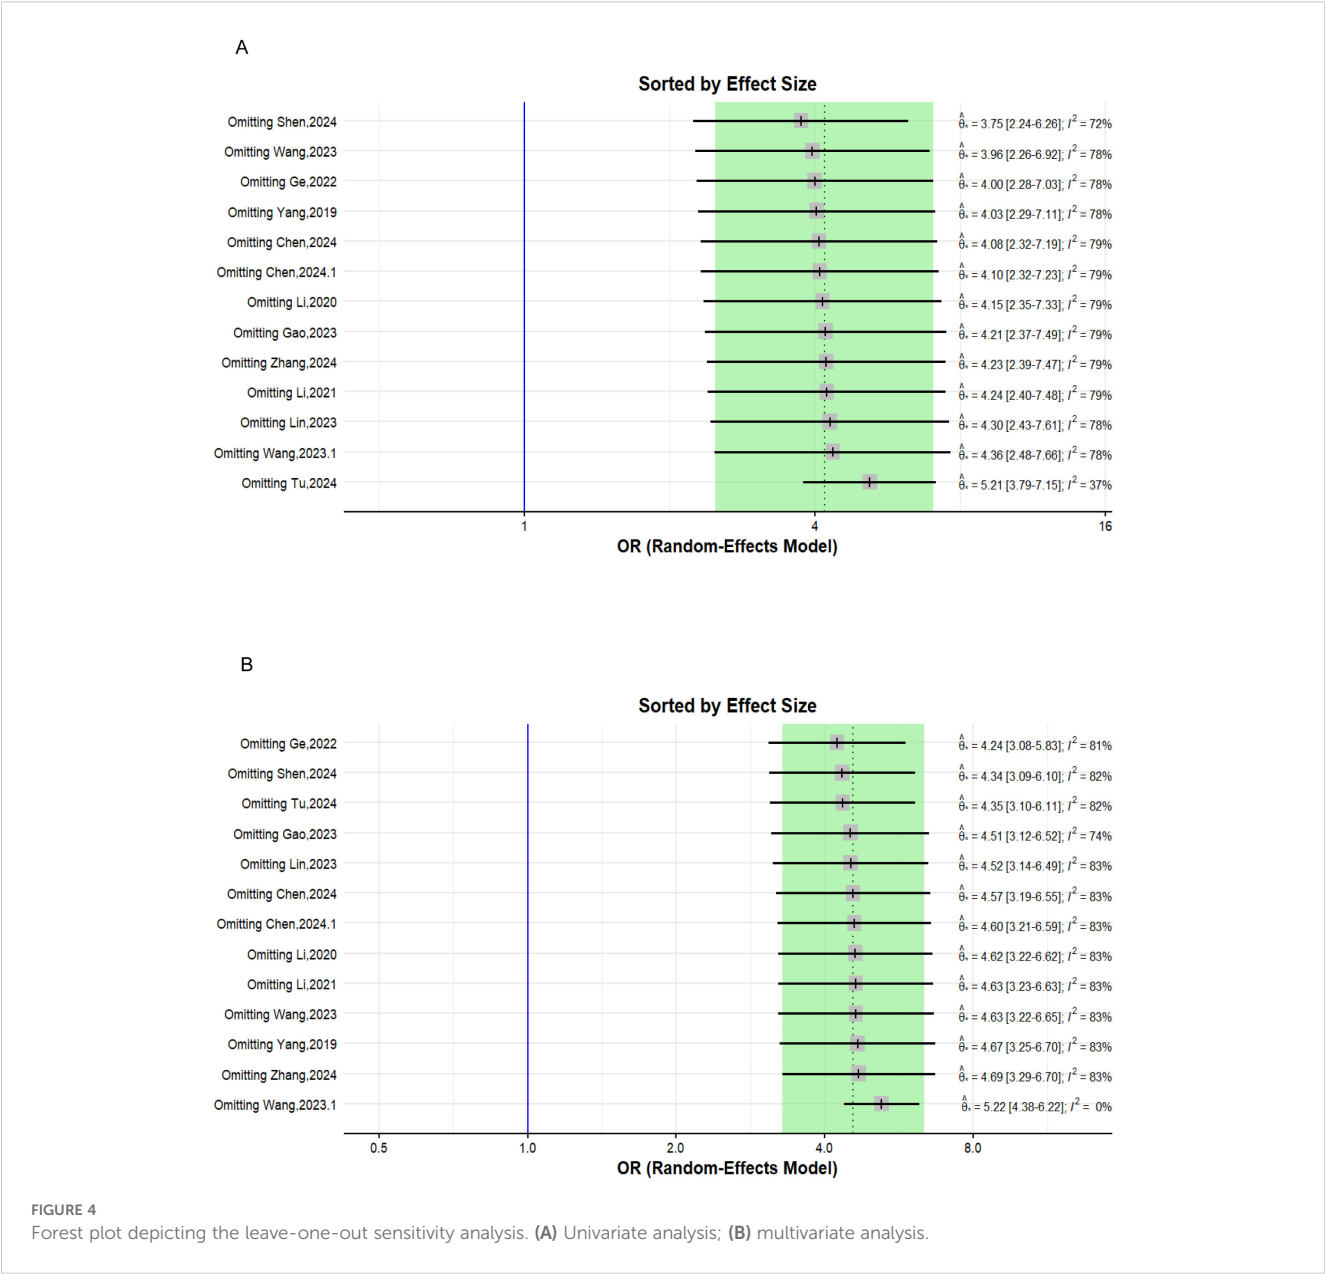 A
Sorted by Effect Size
Omitting Shen,2024 θ̂* = 3.75 [2.24-6.26]; I² = 72%
Omitting Wang,2023 θ̂* = 3.96 [2.26-6.92]; I² = 78%
Omitting Ge,2022 θ̂* = 4.00 [2.28-7.03]; I² = 78%
Omitting Yang,2019 θ̂* = 4.03 [2.29-7.11]; I² = 78%
Omitting Chen,2024 θ̂* = 4.08 [2.32-7.19]; I² = 79%
Omitting Chen,2024.1 θ̂* = 4.10 [2.32-7.23]; I² = 79%
Omitting Li,2020 θ̂* = 4.15 [2.35-7.33]; I² = 79%
Omitting Gao,2023 θ̂* = 4.21 [2.37-7.49]; I² = 79%
Omitting Zhang,2024 θ̂* = 4.23 [2.39-7.47]; I² = 79%
Omitting Li,2021 θ̂* = 4.24 [2.40-7.48]; I² = 79%
Omitting Lin,2023 θ̂* = 4.30 [2.43-7.61]; I² = 78%
Omitting Wang,2023.1 θ̂* = 4.36 [2.48-7.66]; I² = 78%
Omitting Tu,2024 θ̂* = 5.21 [3.79-7.15]; I² = 37%
1 4 16
OR (Random-Effects Model)
B
Sorted by Effect Size
Omitting Ge,2022 θ̂* = 4.24 [3.08-5.83]; I² = 81%
Omitting Shen,2024 θ̂* = 4.34 [3.09-6.10]; I² = 82%
Omitting Tu,2024 θ̂* = 4.35 [3.10-6.11]; I² = 82%
Omitting Gao,2023 θ̂* = 4.51 [3.12-6.52]; I² = 74%
Omitting Lin,2023 θ̂* = 4.52 [3.14-6.49]; I² = 83%
Omitting Chen,2024 θ̂* = 4.57 [3.19-6.55]; I² = 83%
Omitting Chen,2024.1 θ̂* = 4.60 [3.21-6.59]; I² = 83%
Omitting Li,2020 θ̂* = 4.62 [3.22-6.62]; I² = 83%
Omitting Li,2021 θ̂* = 4.63 [3.23-6.63]; I² = 83%
Omitting Wang,2023 θ̂* = 4.63 [3.22-6.65]; I² = 83%
Omitting Yang,2019 θ̂* = 4.67 [3.25-6.70]; I² = 83%
Omitting Zhang,2024 θ̂* = 4.69 [3.29-6.70]; I² = 83%
Omitting Wang,2023.1 θ̂* = 5.22 [4.38-6.22]; I² = 0%
0.5 1.0 2.0 4.0 8.0
OR (Random-Effects Model)
FIGURE 4
Forest plot depicting the leave-one-out sensitivity analysis. (A) Univariate analysis; (B) multivariate analysis.